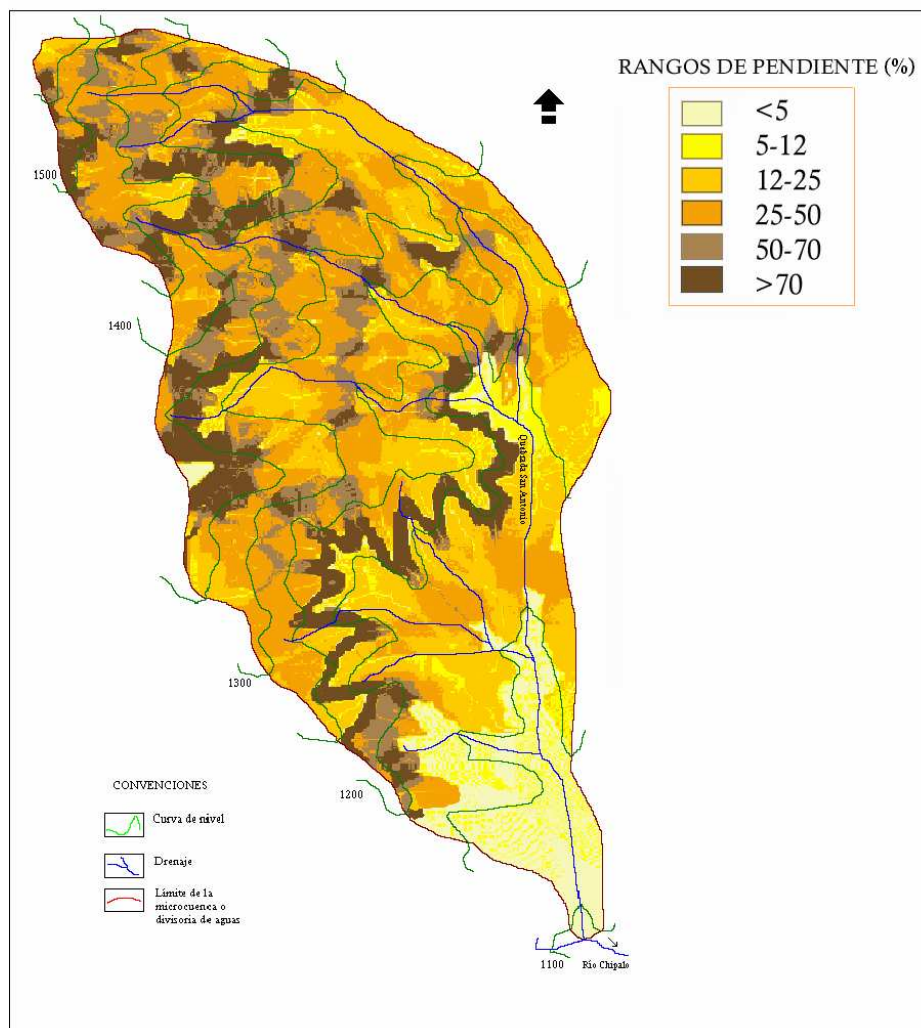 RANGOS DE PENDIENTE (%)
<5
5-12
12-25
25-50
50-70
>70
1500
1400
Quebrada San Antonio
1300
1200
CONVENCIONES
Curva de nivel
Drenaje
Límite de la
microcuenca o
divisoria de aguas
1100
Río Chipalo